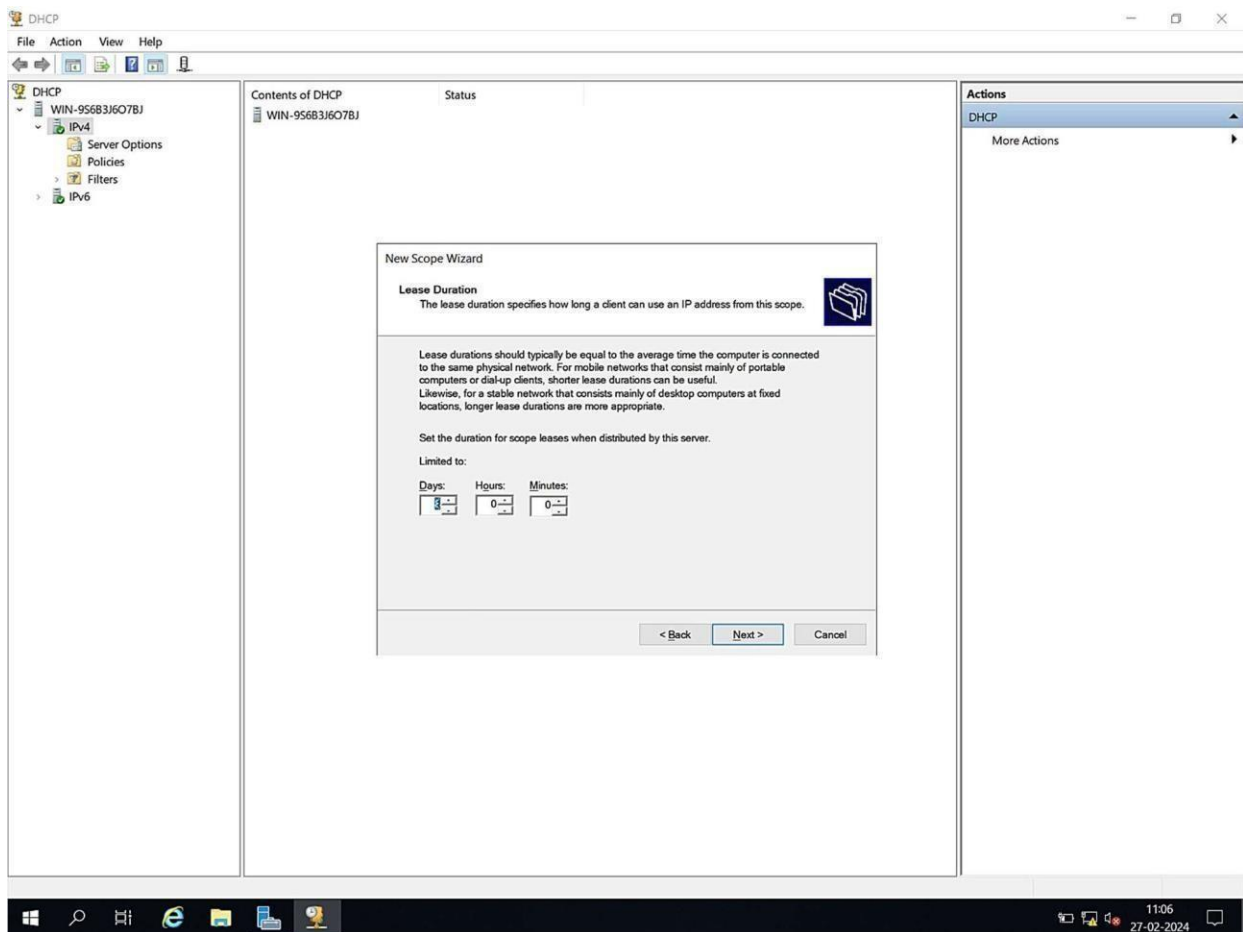 DHCP
File Action View Help
DHCP
WIN-9S6B3J6O7BJ
IPv4
Server Options
Policies
Filters
IPv6
Contents of DHCP Status
WIN-9S6B3J6O7BJ
Actions
DHCP
More Actions
New Scope Wizard
Lease Duration
The lease duration specifies how long a client can use an IP address from this scope.
Lease durations should typically be equal to the average time the computer is connected
to the same physical network. For mobile networks that consist mainly of portable
computers or dial-up clients, shorter lease durations can be useful.
Likewise, for a stable network that consists mainly of desktop computers at fixed
locations, longer lease durations are more appropriate.
Set the duration for scope leases when distributed by this server.
Limited to:
Days: Hours: Minutes:
0 0
< Back Next > Cancel
11:06
27-02-2024